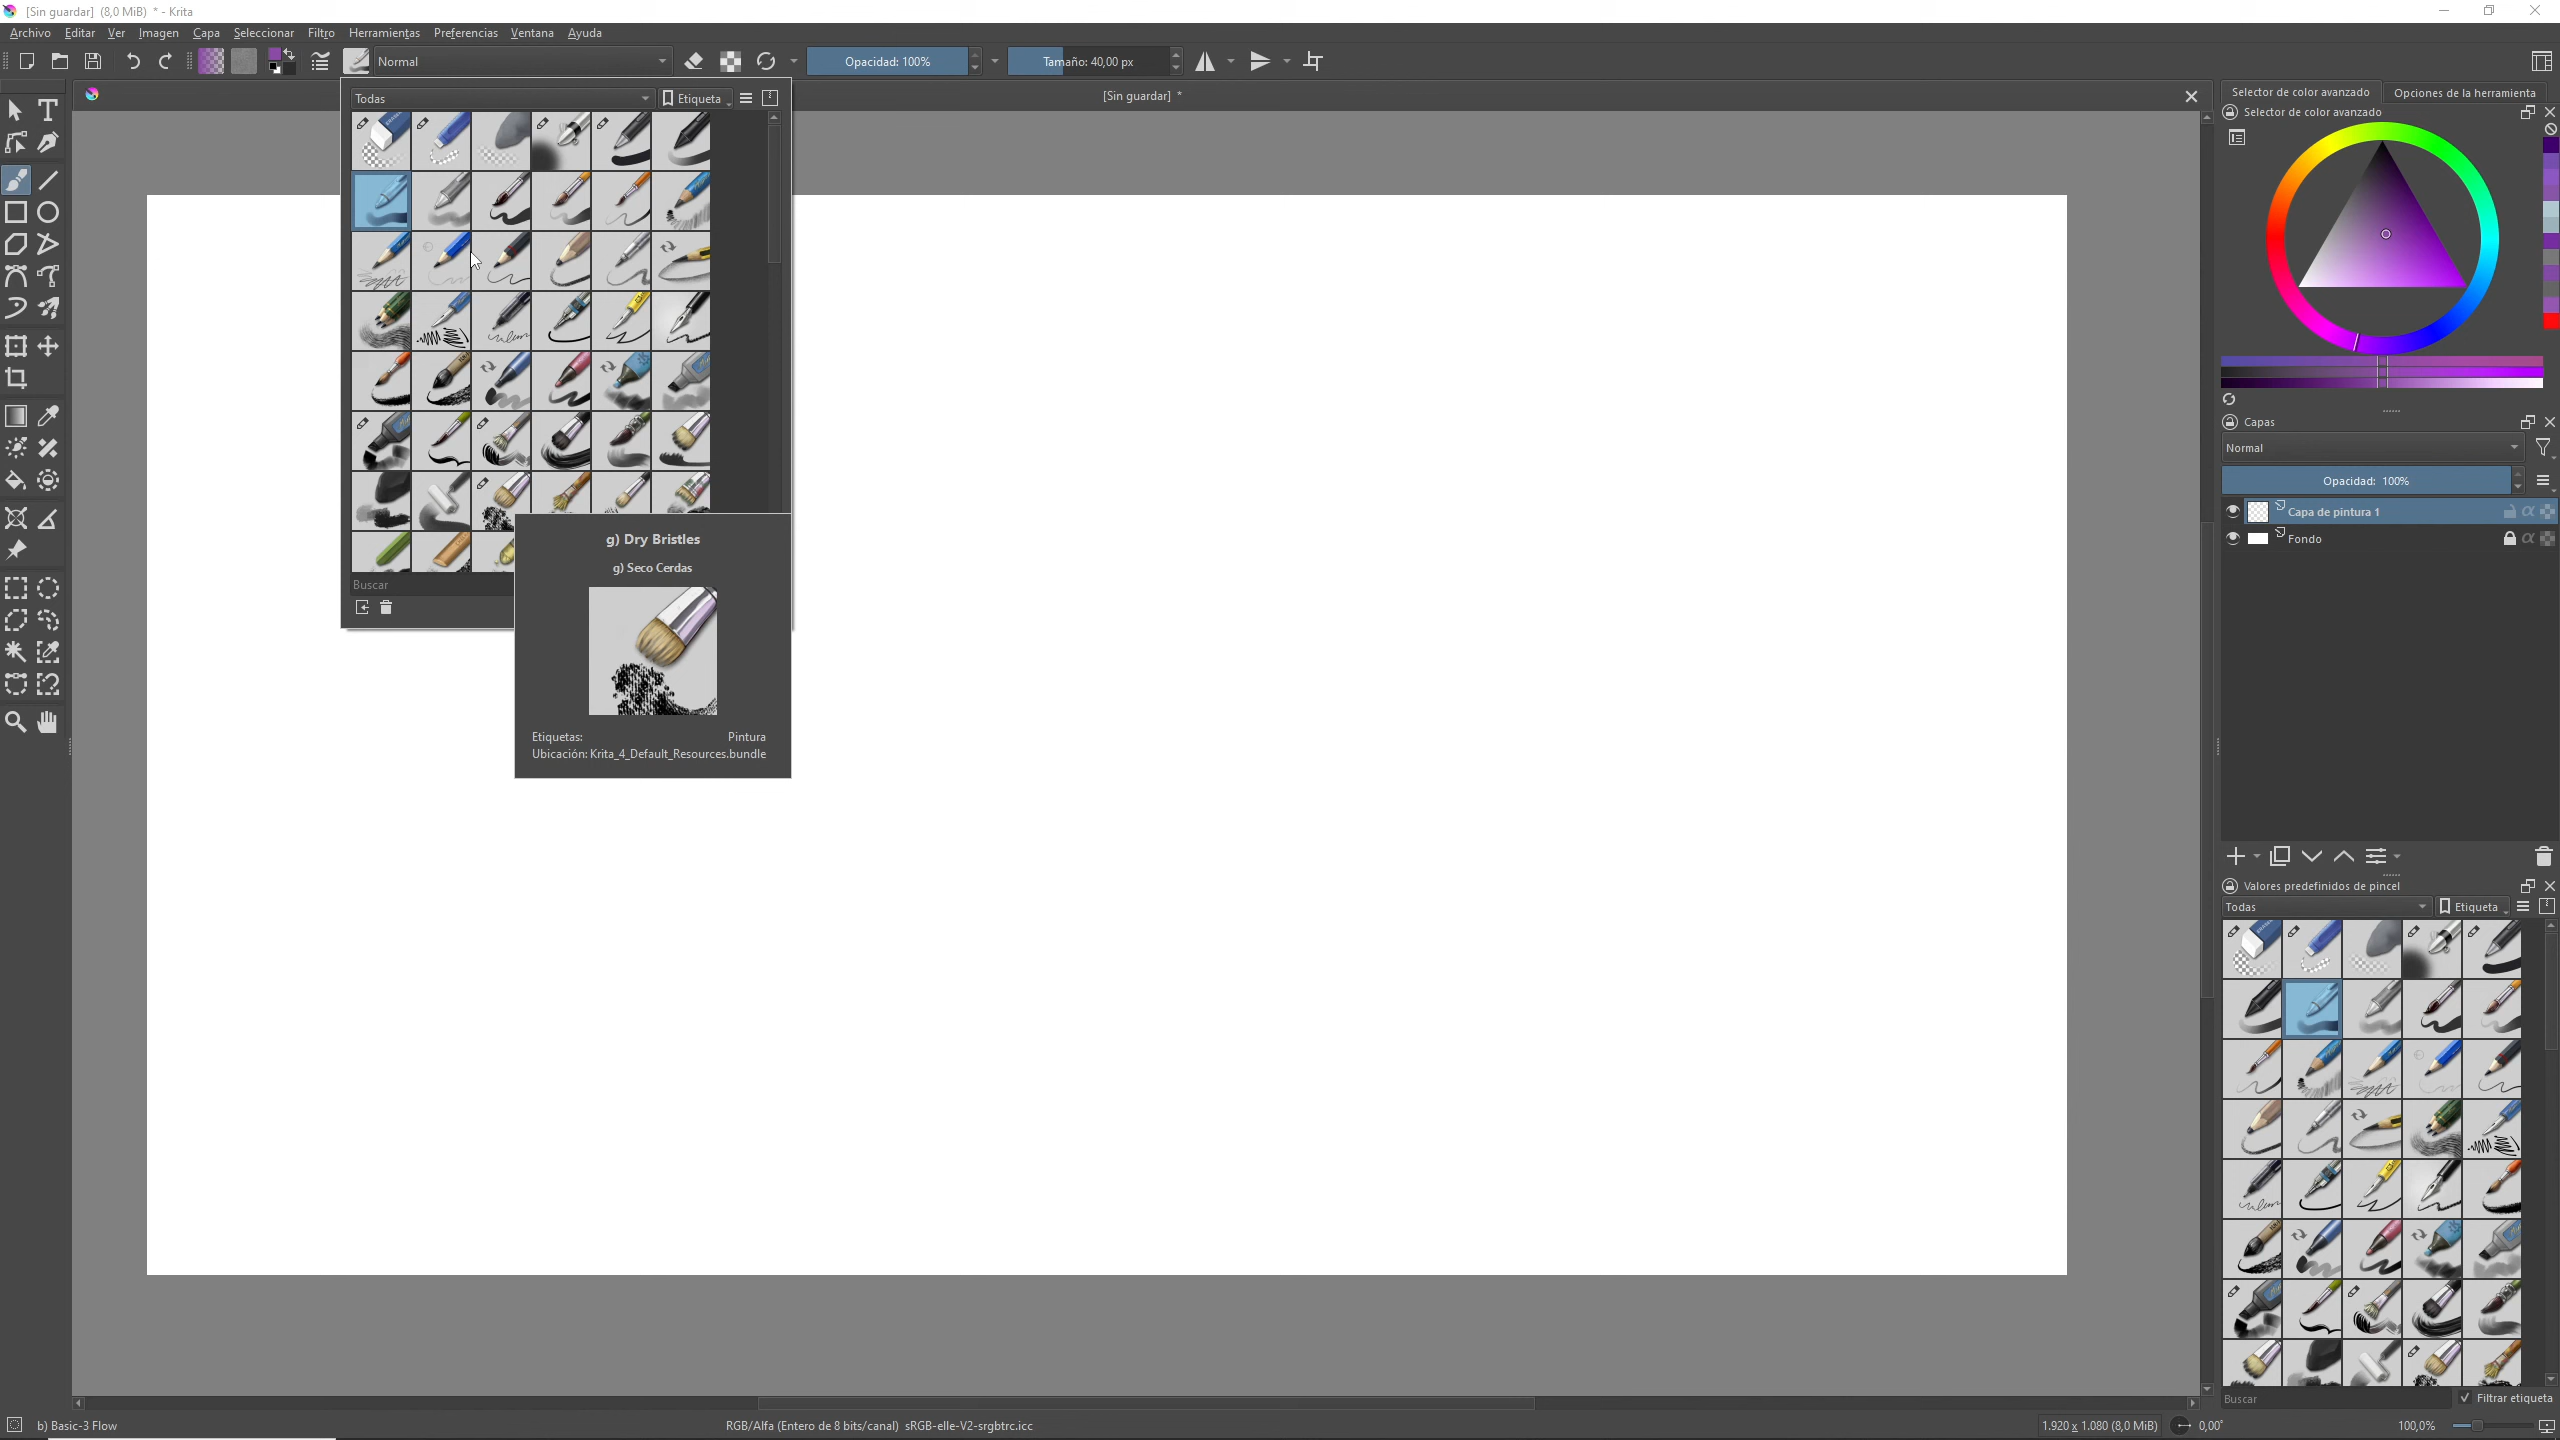 [Sin guardar] (8,0 MiB) * - Krita
Archivo Editar Ver Imagen Capa Seleccionar Filtro Herramientas Preferencias Ventana Ayuda
Normal
Opacidad: 100%
Tamaño: 40,00 px
Todas
Etiqueta
[Sin guardar] *
Selector de color avanzado
Opciones de la herramienta
Selector de color avanzado
Capas
Normal
Opacidad: 100%
Capa de pintura 1
Fondo
Buscar
g) Dry Bristles
g) Seco Cerdas
Etiquetas: Pintura
Ubicación: Krita_4_Default_Resources.bundle
Valores predefinidos de pincel
Todas
Etiqueta
Buscar
Filtrar etiqueta
b) Basic-3 Flow
RGB/Alfa (Entero de 8 bits/canal) sRGB-elle-V2-srgbtrc.icc
1.920 x 1.080 (8,0 MiB)
0,00°
100,0%